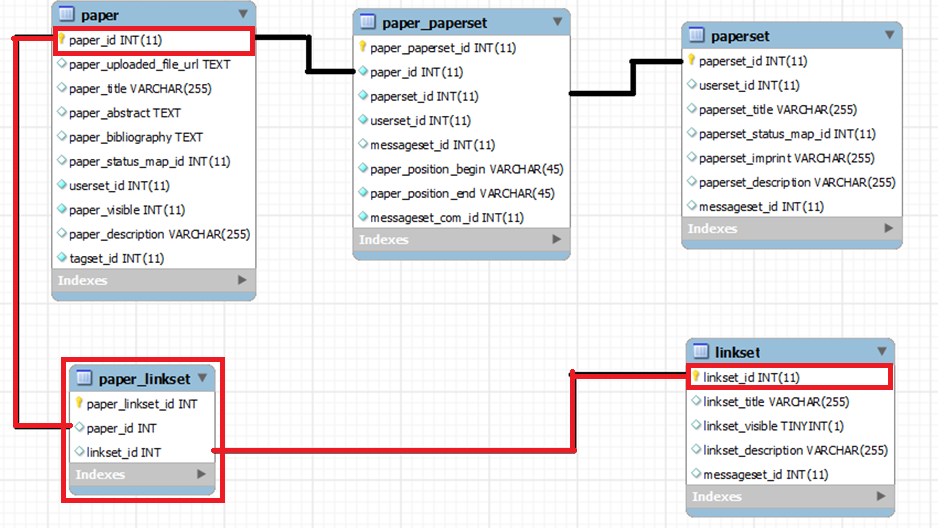 paper
paper_id INT(11)
paper_uploaded_file_url TEXT
paper_title VARCHAR(255)
paper_abstract TEXT
paper_bibliography TEXT
paper_status_map_id INT(11)
userset_id INT(11)
paper_visible INT(11)
paper_description VARCHAR(255)
tagset_id INT(11)
Indexes
paper_paperset
paper_paperset_id INT(11)
paper_id INT(11)
paperset_id INT(11)
userset_id INT(11)
messageset_id INT(11)
paper_position_begin VARCHAR(45)
paper_position_end VARCHAR(45)
messageset_com_id INT(11)
Indexes
paperset
paperset_id INT(11)
userset_id INT(11)
paperset_title VARCHAR(255)
paperset_status_map_id INT(11)
paperset_imprint VARCHAR(255)
paperset_description VARCHAR(255)
messageset_id INT(11)
Indexes
paper_linkset
paper_linkset_id INT
paper_id INT
linkset_id INT
Indexes
linkset
linkset_id INT(11)
linkset_title VARCHAR(255)
linkset_visible TINYINT(1)
linkset_description VARCHAR(255)
messageset_id INT(11)
Indexes